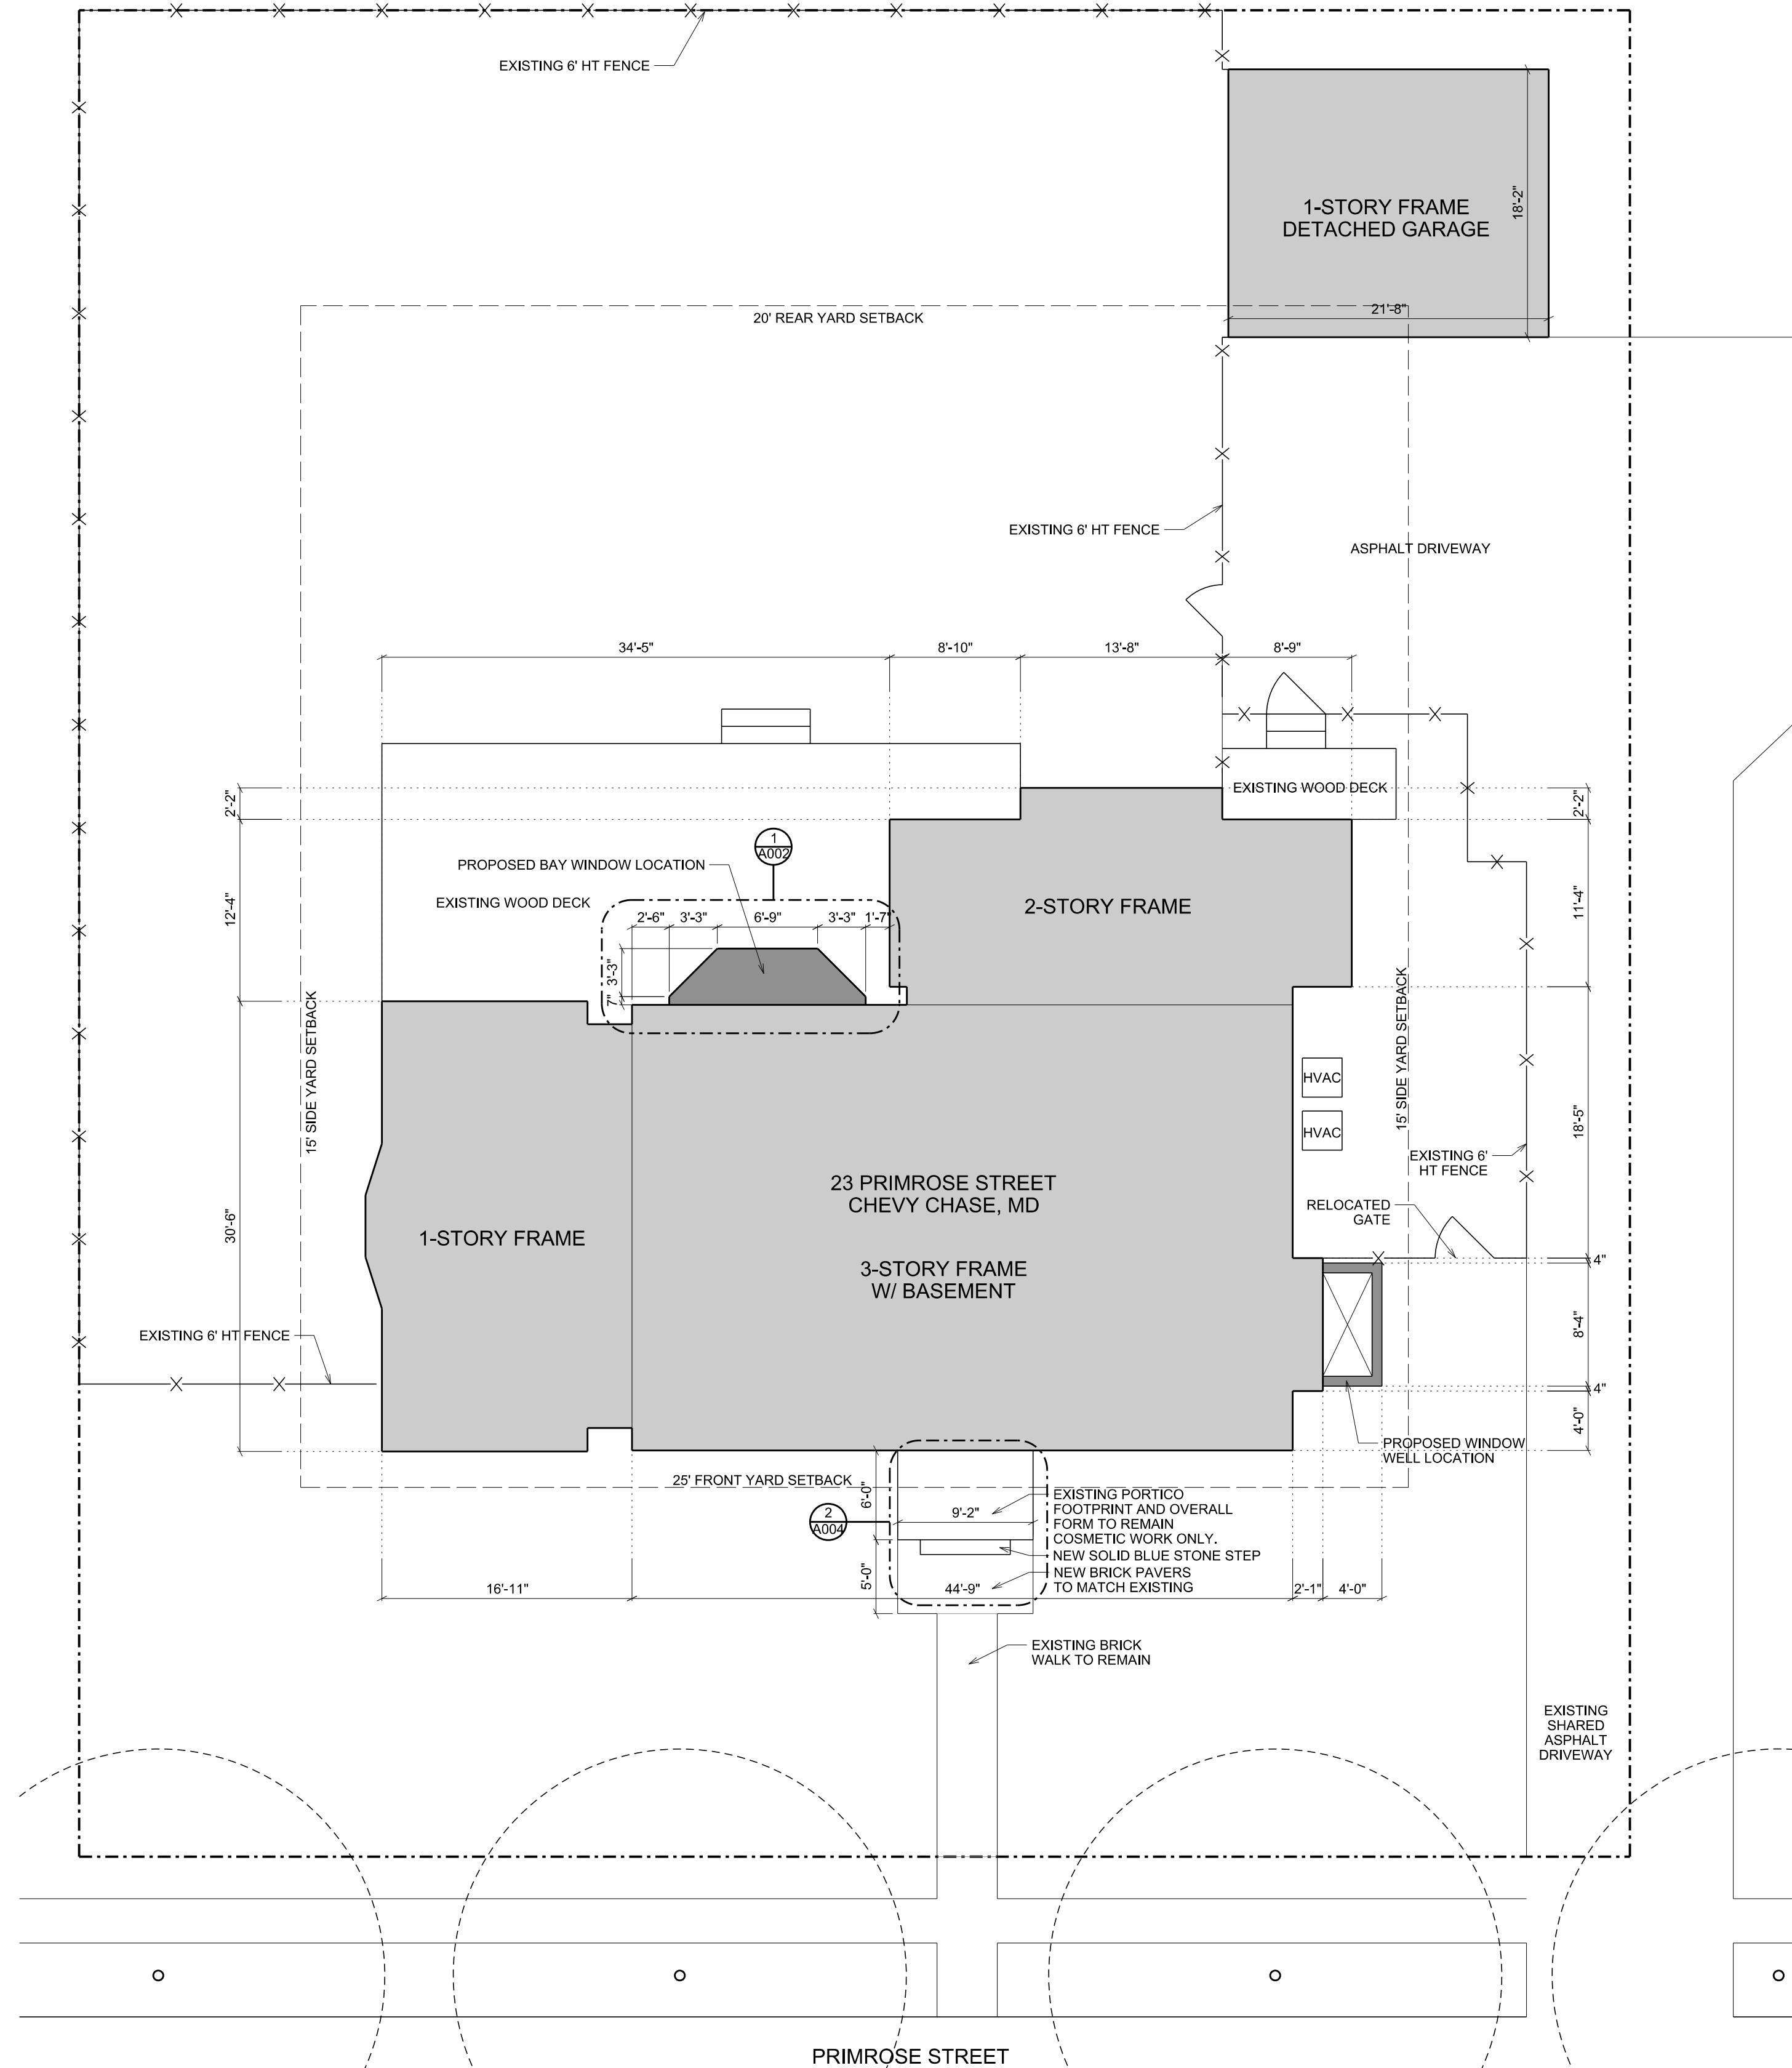 EXISTING 6' HT FENCE
1-STORY FRAME
DETACHED GARAGE
18'-2"
21'-8"
20' REAR YARD SETBACK
EXISTING 6' HT FENCE
ASPHALT DRIVEWAY
34'-5"
8'-10"
13'-8"
8'-9"
2'-2"
EXISTING WOOD DECK
2'-2"
1
A002
PROPOSED BAY WINDOW LOCATION
EXISTING WOOD DECK
12'-4"
2'-6"
3'-3"
6'-9"
3'-3"
1'-7"
2-STORY FRAME
11'-4"
3'-3"
7"
15' SIDE YARD SETBACK
15' SIDE YARD SETBACK
HVAC
HVAC
18'-5"
EXISTING 6'
HT FENCE
23 PRIMROSE STREET
CHEVY CHASE, MD
RELOCATED
GATE
30'-6"
1-STORY FRAME
3-STORY FRAME
W/ BASEMENT
4"
8'-4"
4"
EXISTING 6' HT FENCE
4'-0"
PROPOSED WINDOW
WELL LOCATION
25' FRONT YARD SETBACK
6'-0"
2
A004
9'-2"
EXISTING PORTICO
FOOTPRINT AND OVERALL
FORM TO REMAIN
COSMETIC WORK ONLY.
NEW SOLID BLUE STONE STEP
NEW BRICK PAVERS
TO MATCH EXISTING
5'-0"
16'-11"
44'-9"
2'-1"
4'-0"
EXISTING BRICK
WALK TO REMAIN
EXISTING
SHARED
ASPHALT
DRIVEWAY
PRIMROSE STREET